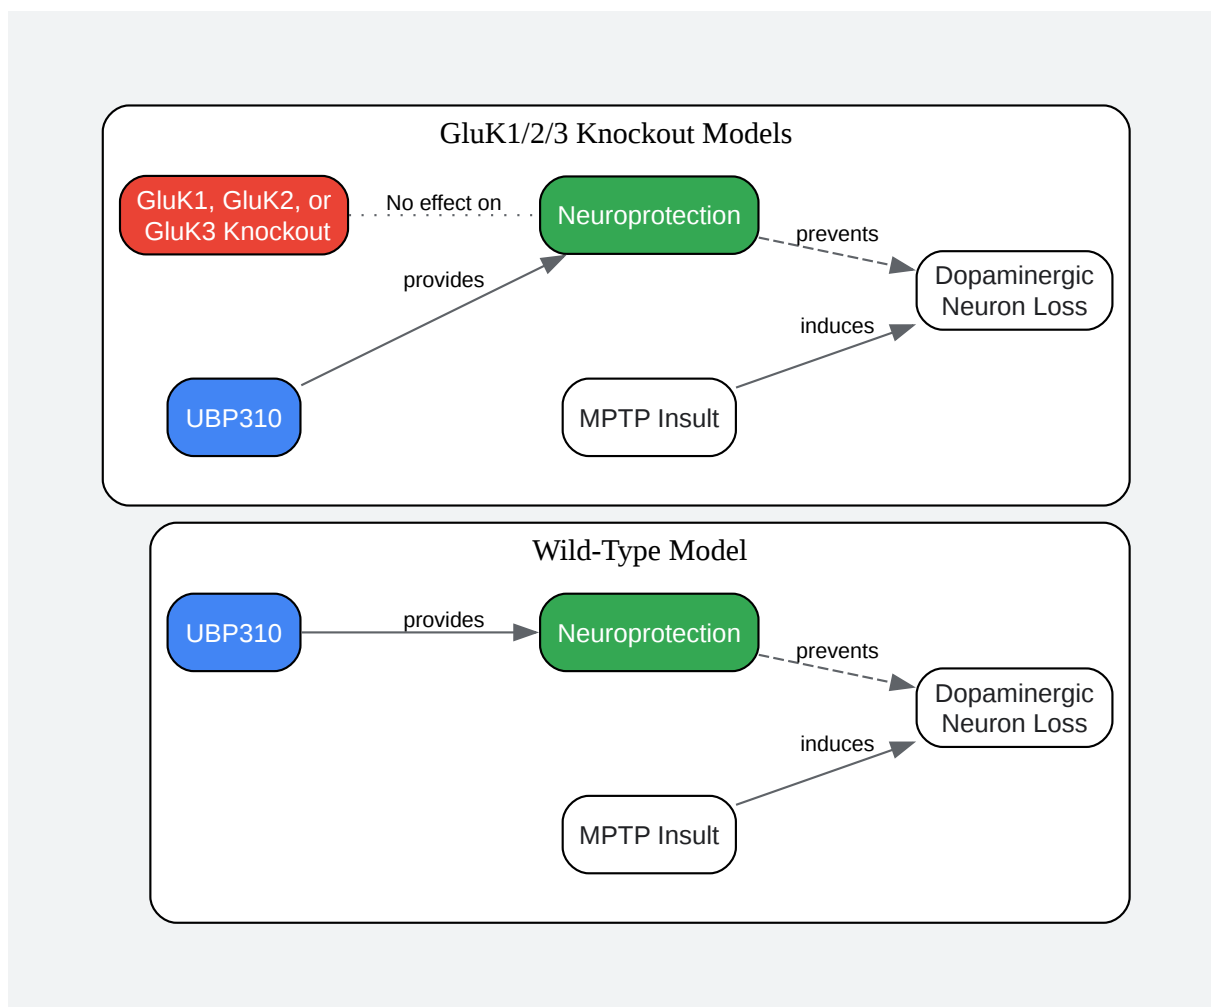 GluK1/2/3 Knockout Models
GluK1, GluK2, or
GluK3 Knockout
No effect on
Neuroprotection
prevents
Dopaminergic
Neuron Loss
provides
induces
UBP310
MPTP Insult
Wild-Type Model
UBP310
provides
Neuroprotection
prevents
Dopaminergic
Neuron Loss
induces
MPTP Insult